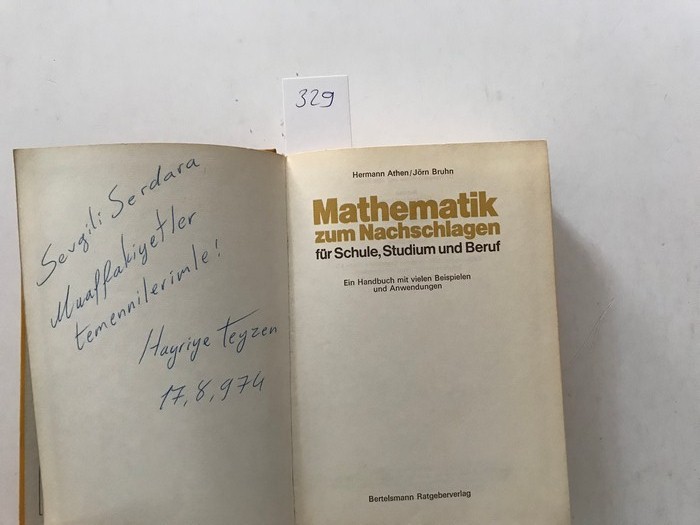 329
Sevgili Serdara,
Muaffakiyetler
temennilerimle!
Hayriye teyzen
17,8,974
Hermann Athen/Jörn Bruhn
Mathematik
zum Nachschlagen
für Schule, Studium und Beruf
Ein Handbuch mit vielen Beispielen
und Anwendungen
Bertelsmann Ratgeberverlag